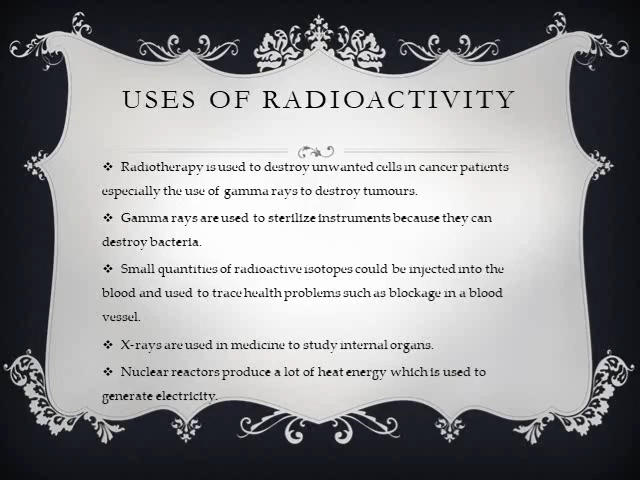 USES OF RADIOACTIVITY
❖ Radiotherapy is used to destroy unwanted cells in cancer patients
especially the use of gamma rays to destroy tumours.
❖ Gamma rays are used to sterilize instruments because they can
destroy bacteria.
❖ Small quantities of radioactive isotopes could be injected into the
blood and used to trace health problems such as blockage in a blood
vessel.
❖ X-rays are used in medicine to study internal organs.
❖ Nuclear reactors produce a lot of heat energy which is used to
generate electricity.